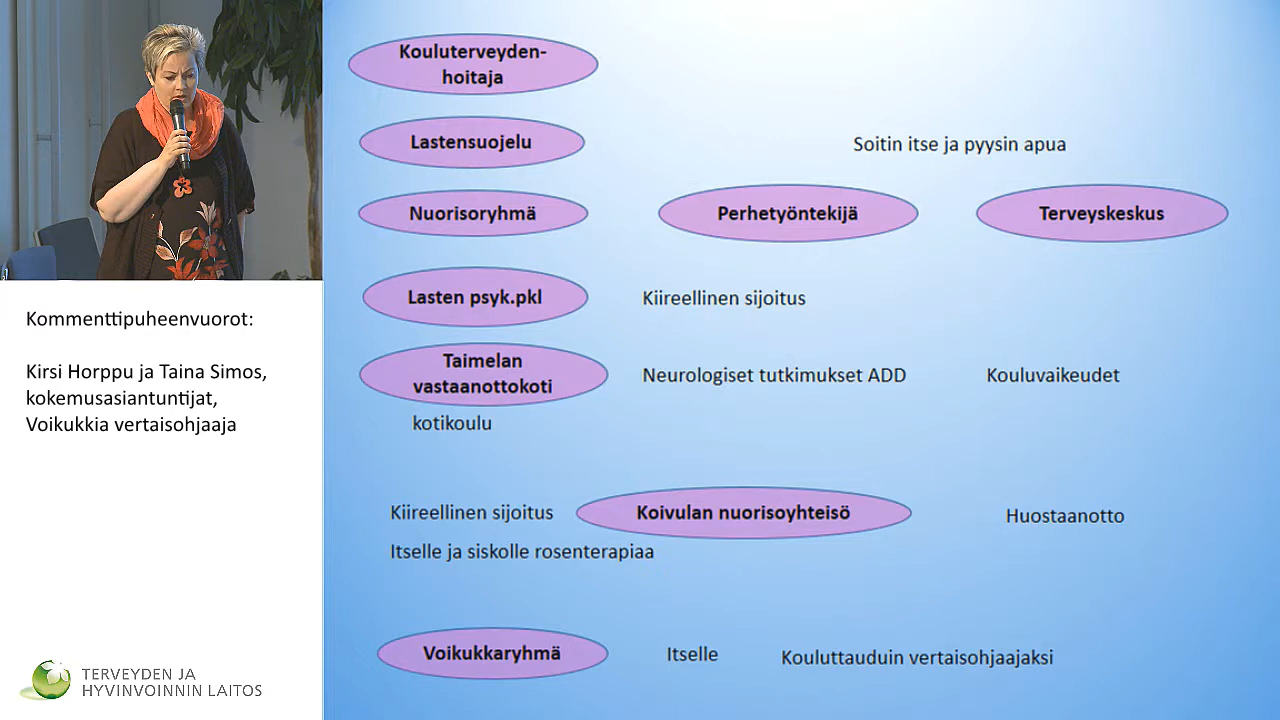 Kouluterveyden-
hoitaja
Lastensuojelu
Soitin itse ja pyysin apua
Nuorisoryhmä
Perhetyöntekijä
Terveyskeskus
Lasten psyk.pkl
Kiireellinen sijoitus
Taimelan
vastaanottokoti
Neurologiset tutkimukset ADD
Kouluvaikeudet
kotikoulu
Kiireellinen sijoitus
Koivulan nuorisoyhteisö
Huostaanotto
Itselle ja siskolle rosenterapiaa
Voikukkaryhmä
Itselle
Kouluttauduin vertaisohjaajaksi
Kommenttipuheenvuorot:
Kirsi Horppu ja Taina Simos,
kokemusasiantuntijat,
Voikukkia vertaisohjaaja
TERVEYDEN JA
HYVINVOINNIN LAITOS